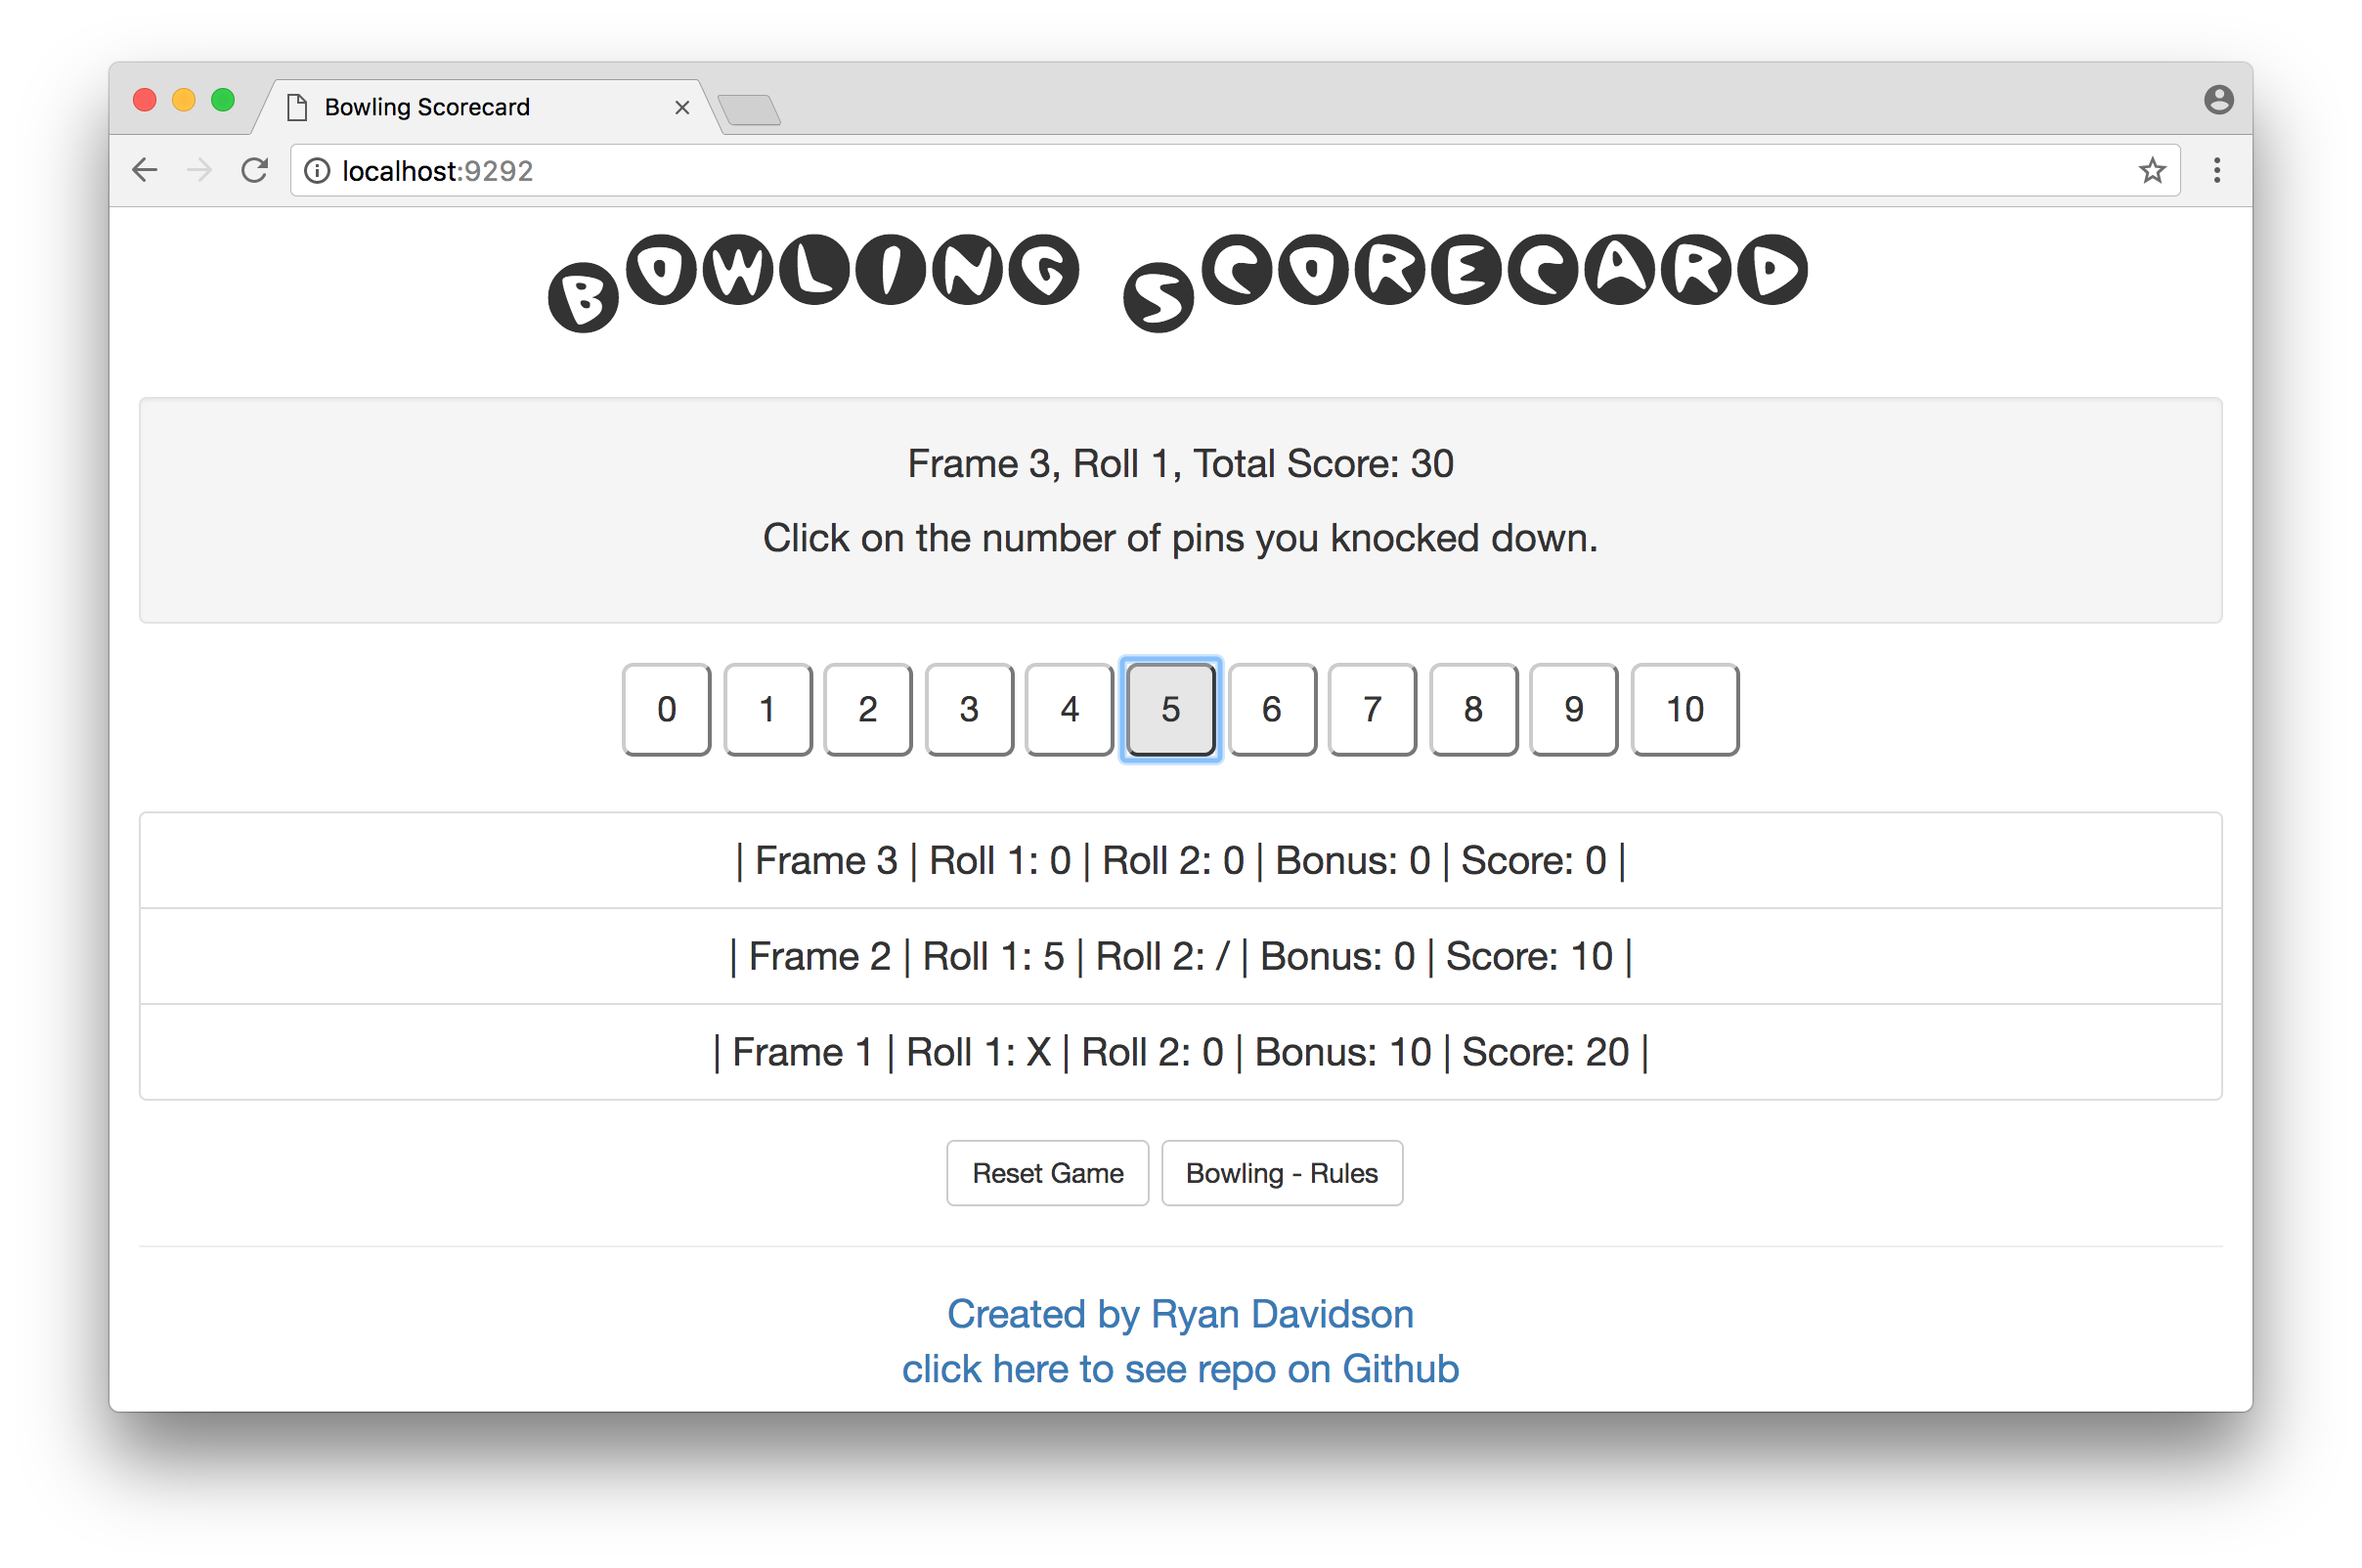 Bowling Scorecard
localhost:9292
BOWLING SCORECARD
Frame 3, Roll 1, Total Score: 30
Click on the number of pins you knocked down.
0 1 2 3 4 5 6 7 8 9 10
| Frame 3 | Roll 1: 0 | Roll 2: 0 | Bonus: 0 | Score: 0 |
| Frame 2 | Roll 1: 5 | Roll 2: / | Bonus: 0 | Score: 10 |
| Frame 1 | Roll 1: X | Roll 2: 0 | Bonus: 10 | Score: 20 |
Reset Game Bowling - Rules
Created by Ryan Davidson
click here to see repo on Github